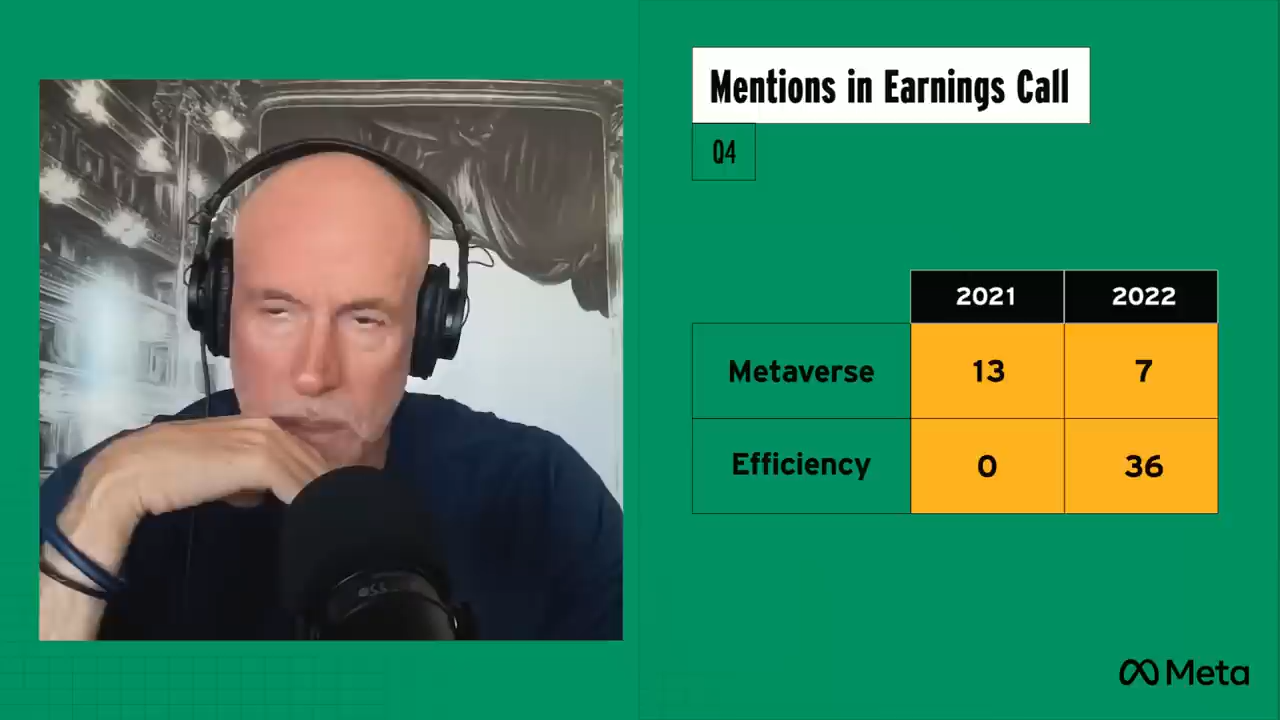 Mentions in Earnings Call
Q4
2021 2022
Metaverse 13 7
Efficiency 0 36
Meta